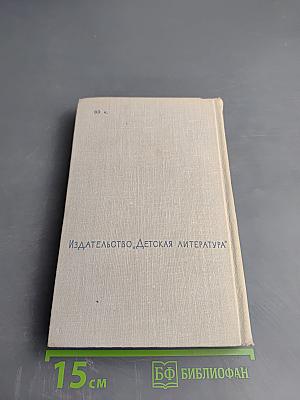 Издательство „Детская литература"
15 см
БФ БИБЛИОФАН